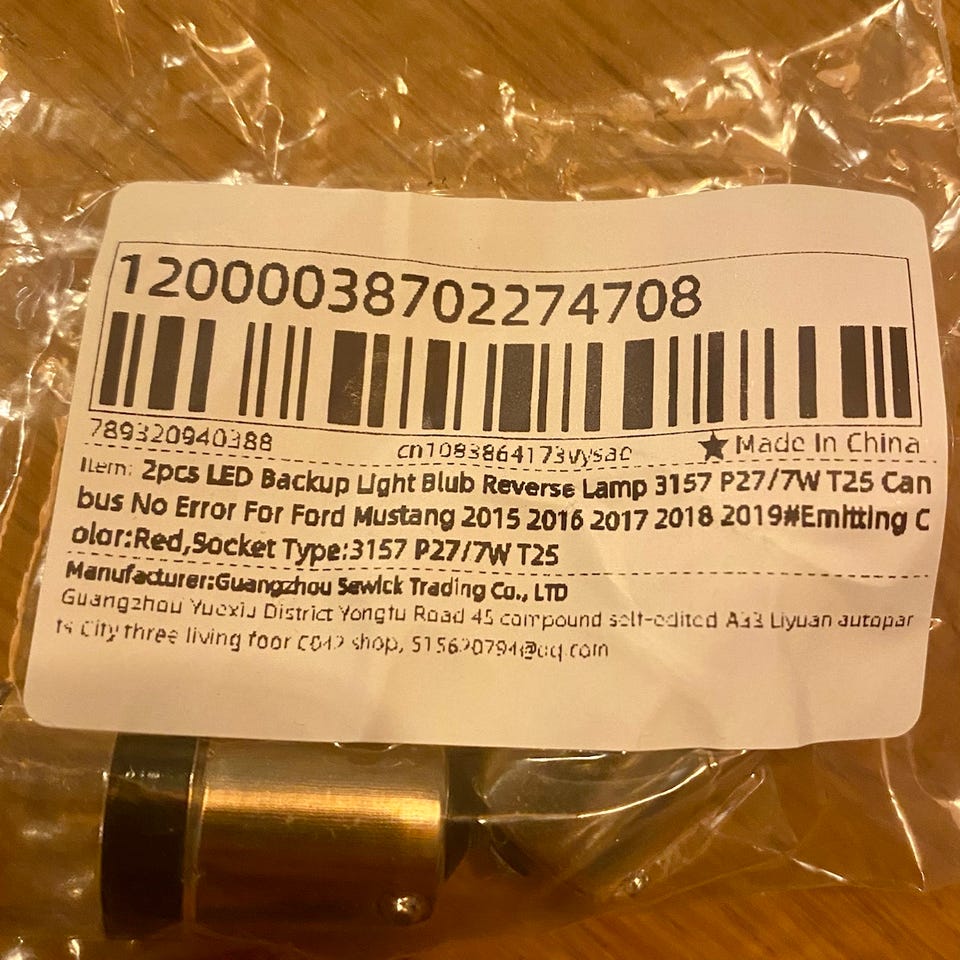 12000038702274708
789320940388 cn1083864173vysac ★ Made In China
Item: 2pcs LED Backup Light Blub Reverse Lamp 3157 P27/7W T25 Can
bus No Error For Ford Mustang 2015 2016 2017 2018 2019#Emitting C
olor:Red,Socket Type:3157 P27/7W T25
Manufacturer:Guangzhou Sewick Trading Co., LTD
Guangzhou Yuexiu District Yongfu Road 45 compound self-edited A33 Liyuan autopar
ts City three living foor C042 shop, 515620794@qq.com